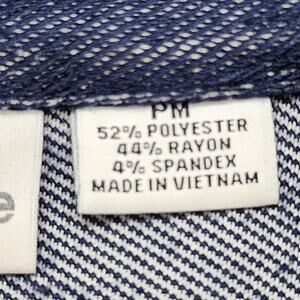 PM
52% POLYESTER
44% RAYON
4% SPANDEX
MADE IN VIETNAM
e